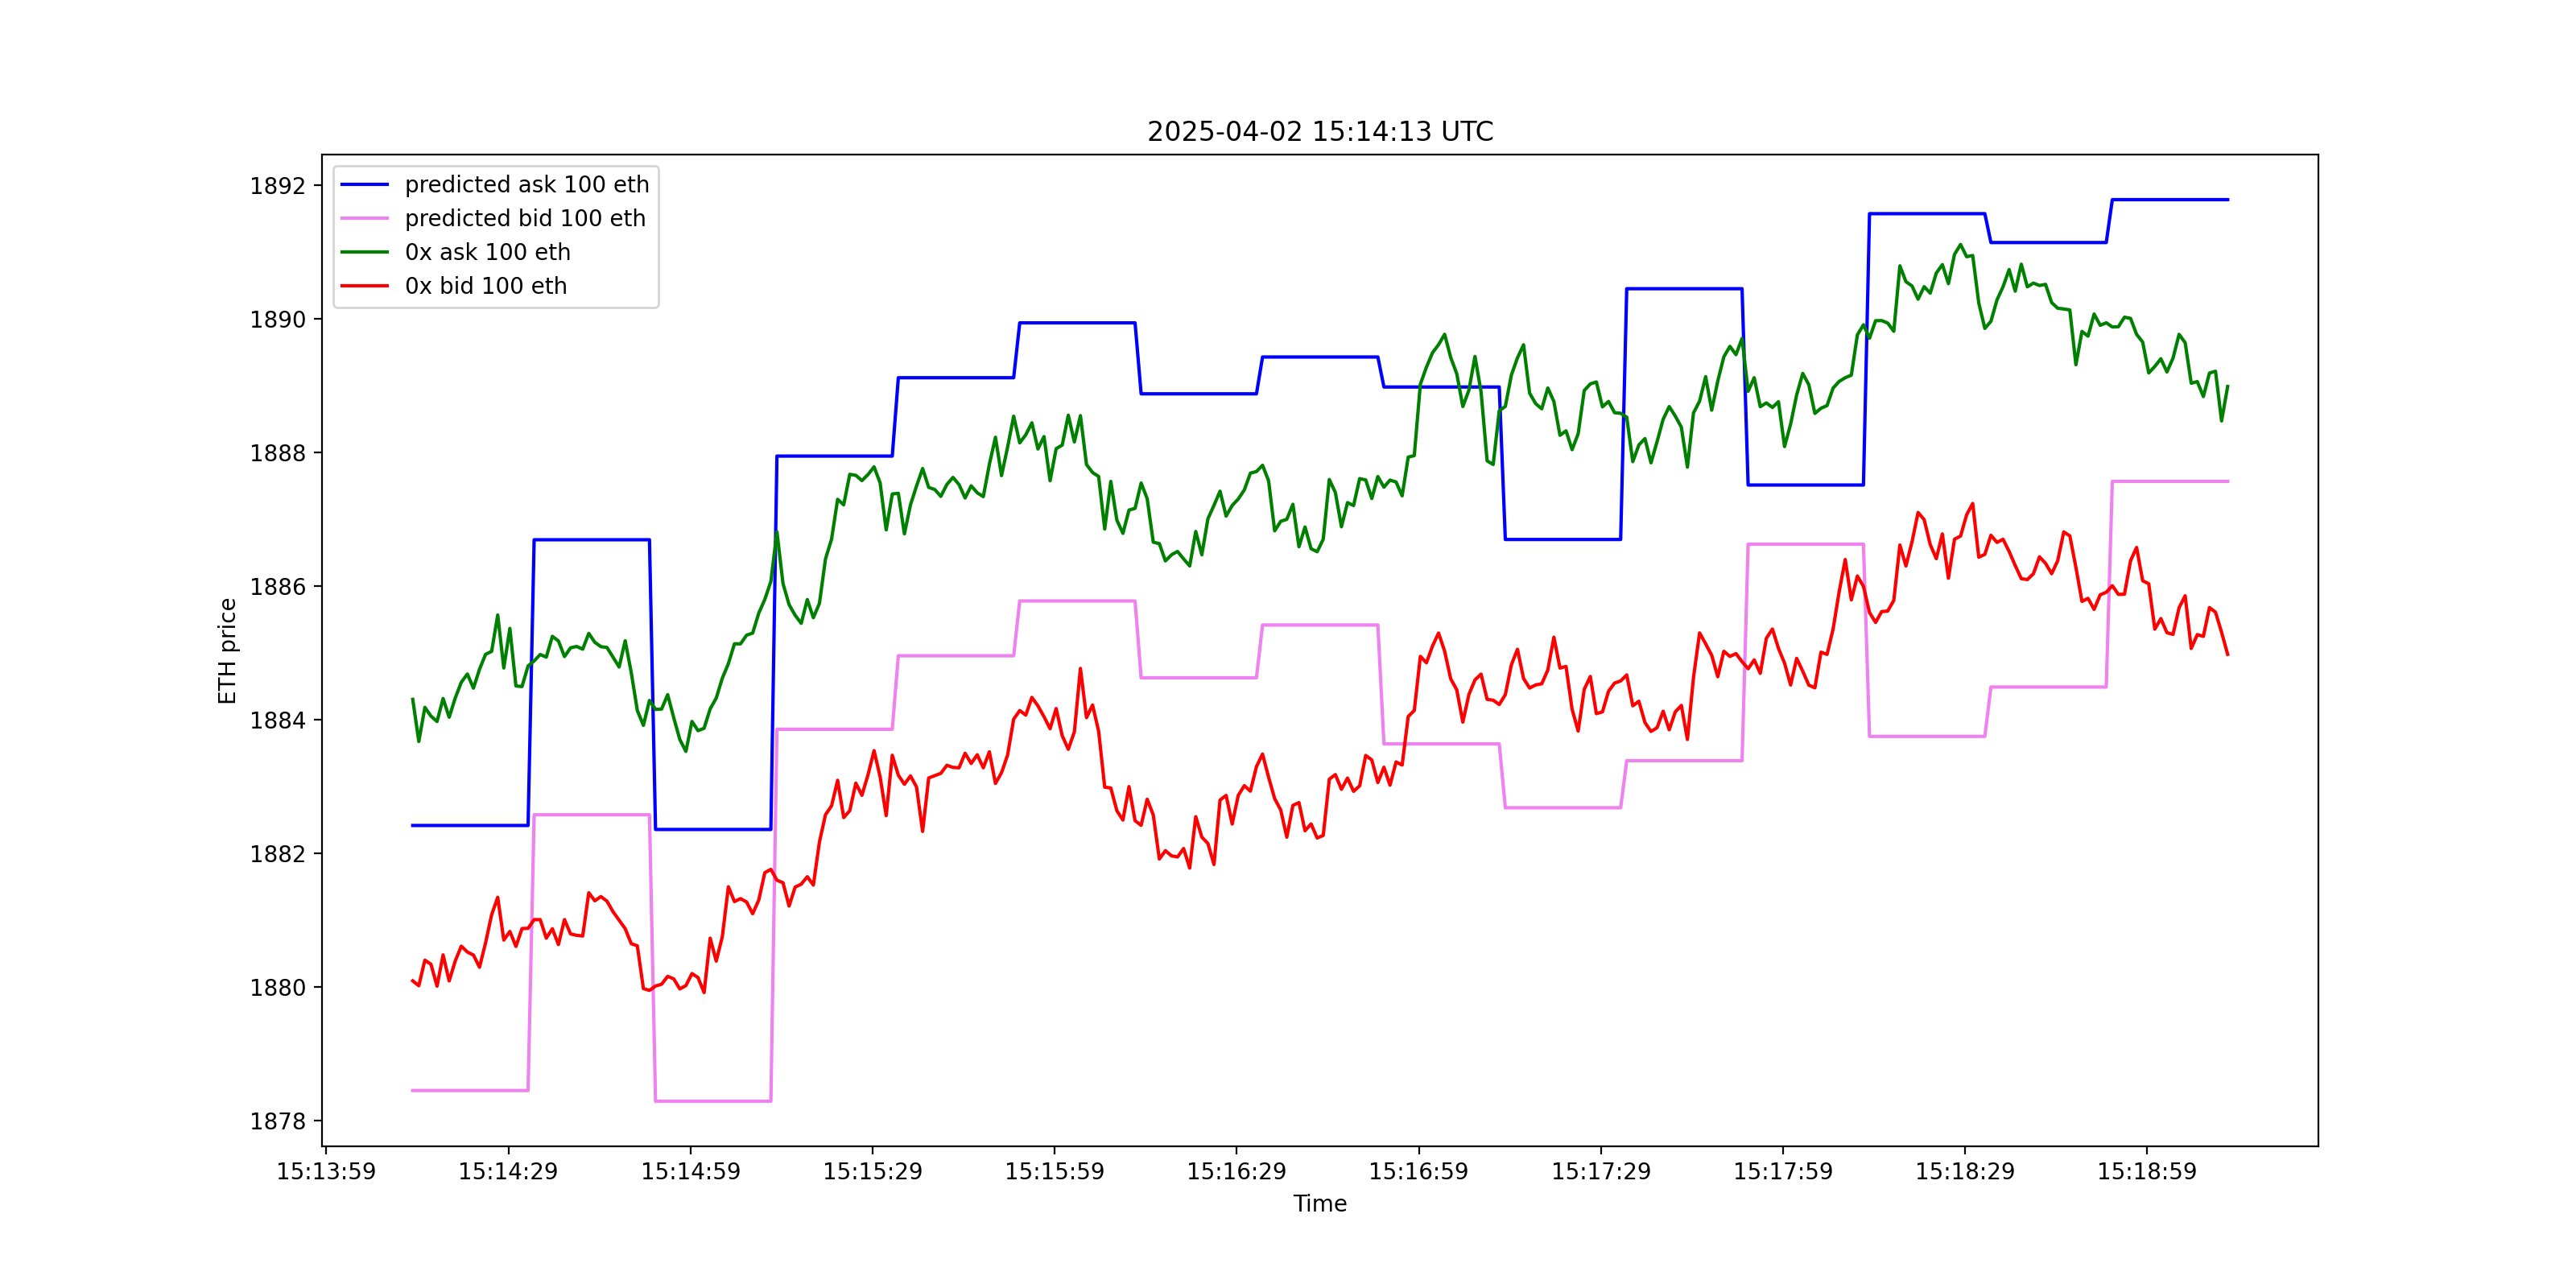 2025-04-02 15:14:13 UTC
predicted ask 100 eth
predicted bid 100 eth
0x ask 100 eth
0x bid 100 eth
ETH price
1892
1890
1888
1886
1884
1882
1880
1878
15:13:59 15:14:29 15:14:59 15:15:29 15:15:59 15:16:29 15:16:59 15:17:29 15:17:59 15:18:29 15:18:59
Time